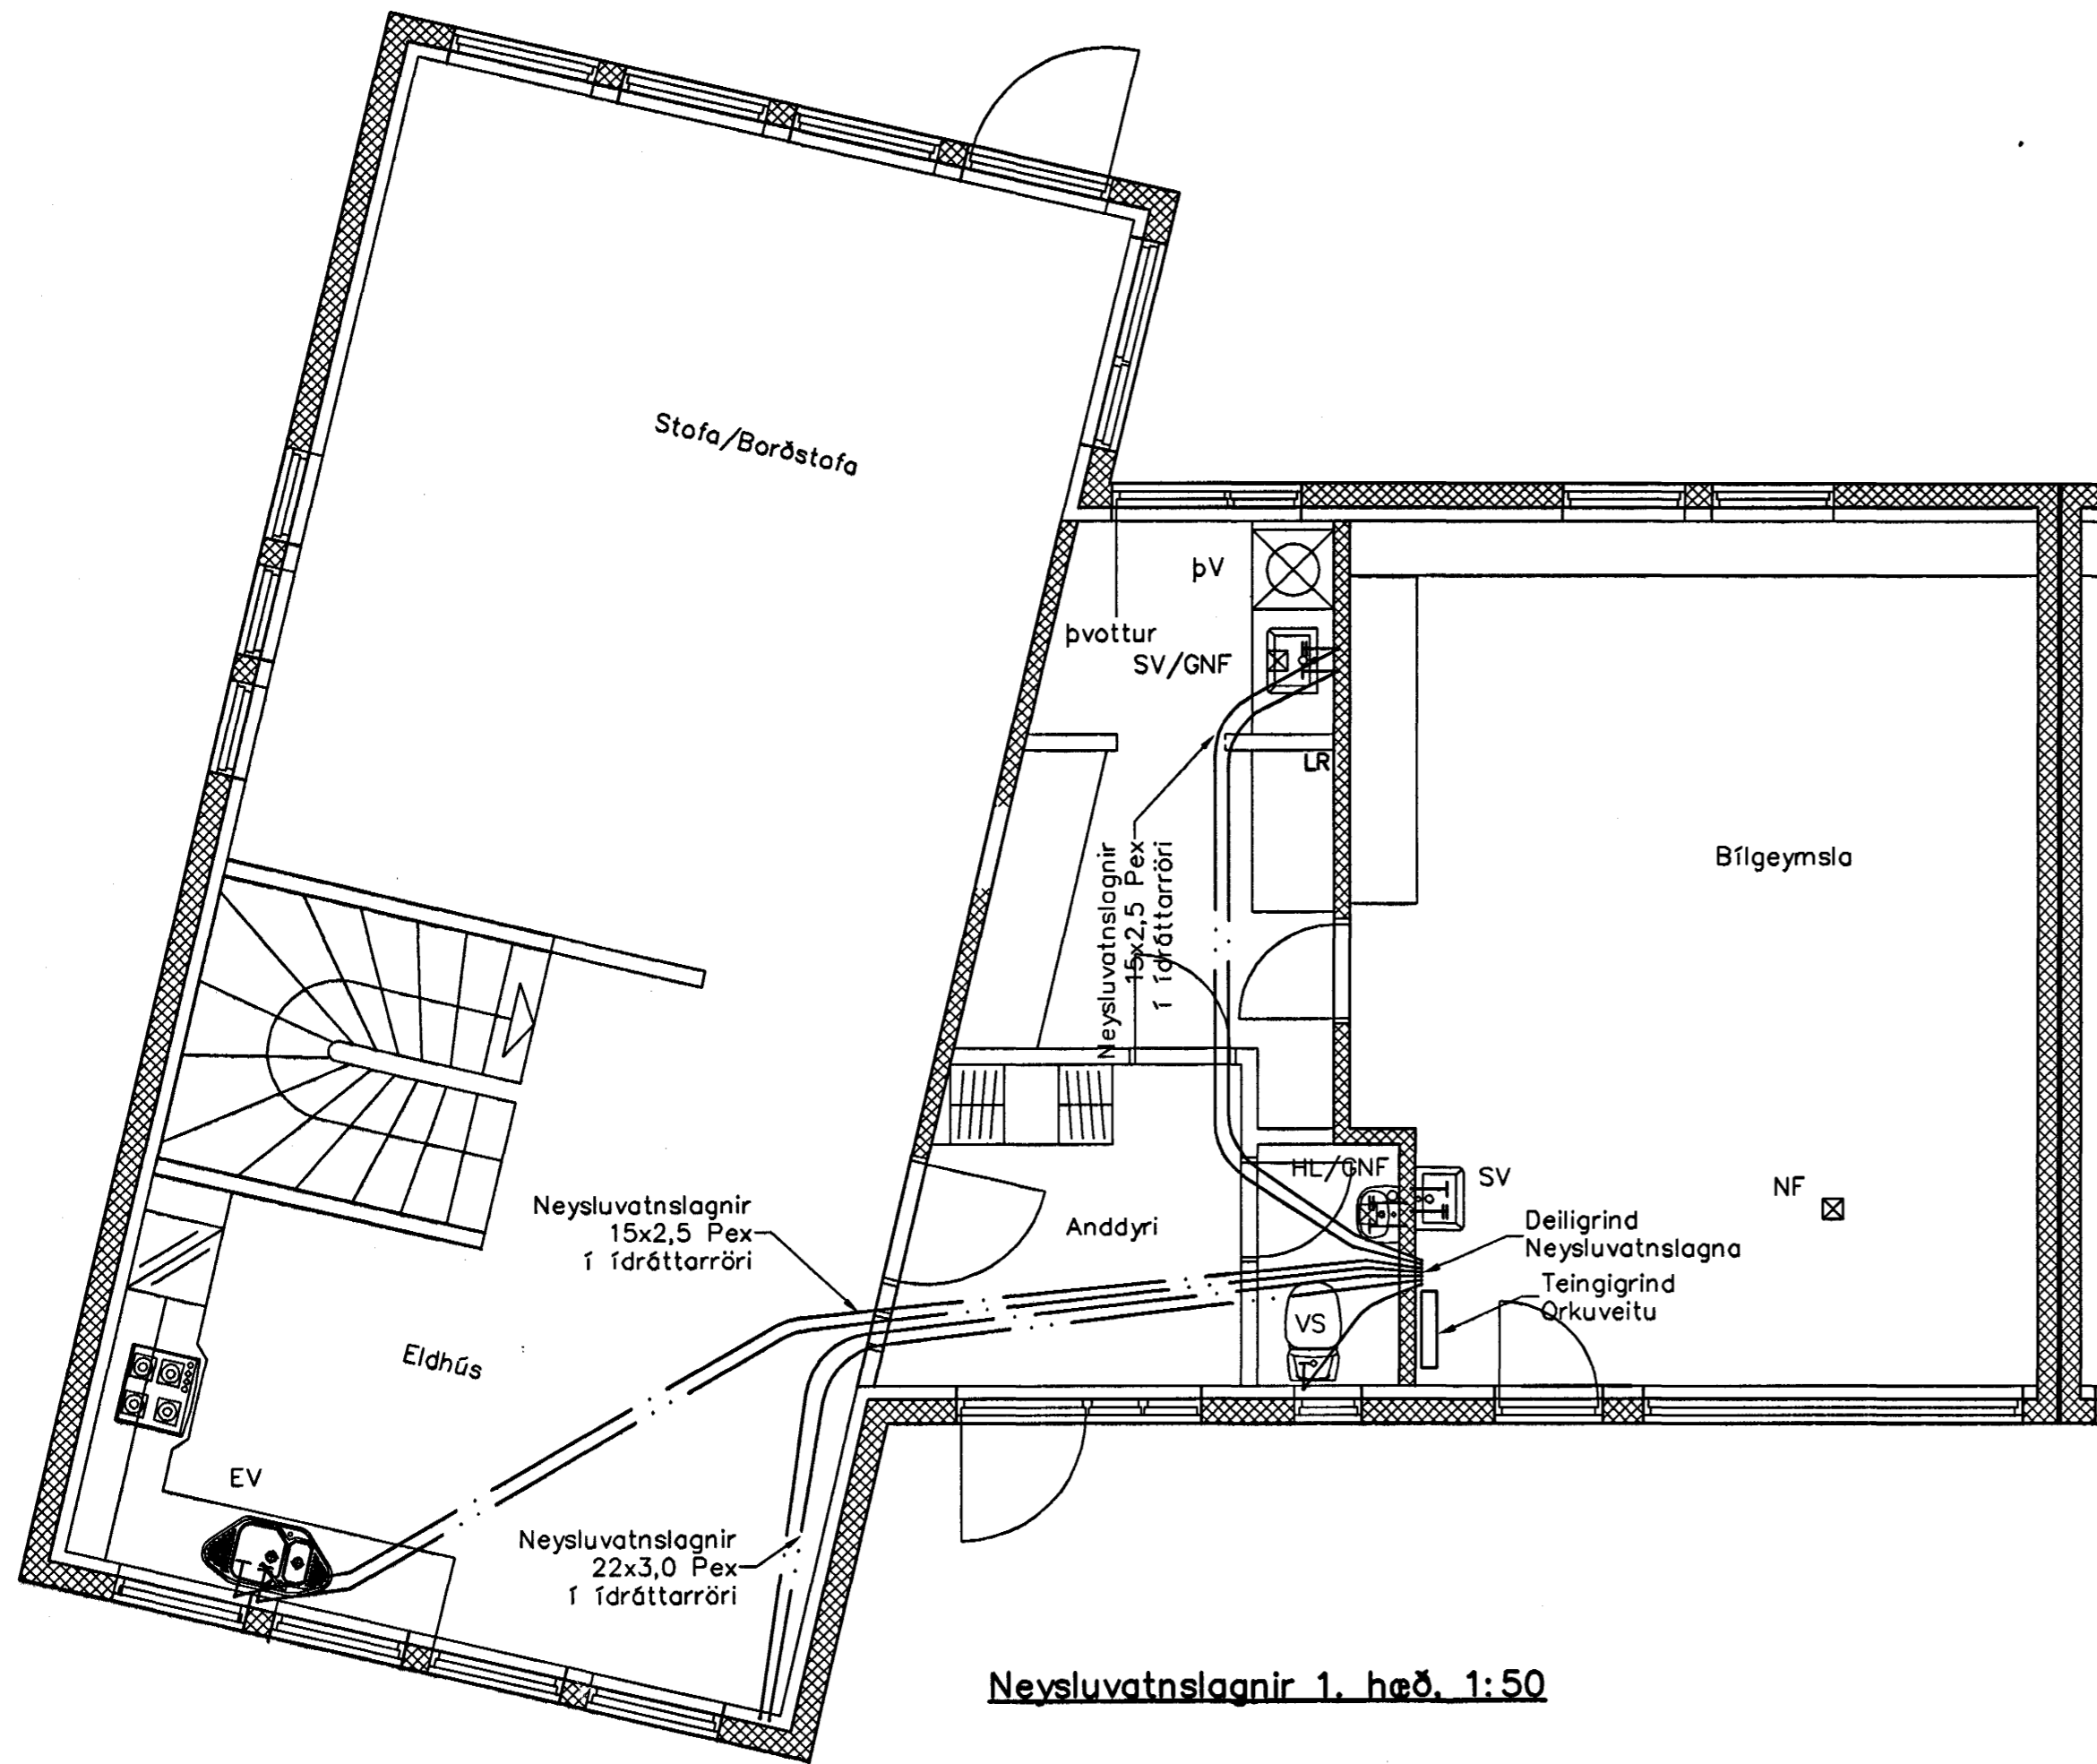 Stofa/Borðstofa
þV
þvottur
SV/GNF
LR
Bílgeymsla
Neysluvatnslagnir
15x2,5 Pex
í ídráttarröri
HL/GNF
SV
NF
Neysluvatnslagnir
15x2,5 Pex
í ídráttarröri
Anddyri
Deiligrind
Neysluvatnslagna
Teingigrind
Orkuveitu
VS
Eldhús
EV
Neysluvatnslagnir
22x3,0 Pex
í ídráttarröri
Neysluvatnslagnir 1. hæð. 1:50